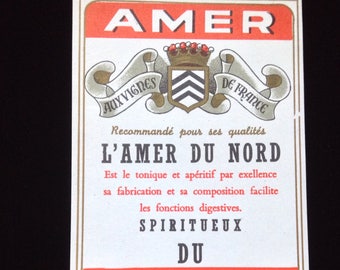 AMER
AUX VIGNES DE FRANCE
Recommandé pour ses qualités
L'AMER DU NORD
Est le tonique et apéritif par excellence
sa fabrication et sa composition facilite
les fonctions digestives.
SPIRITUEUX
DU